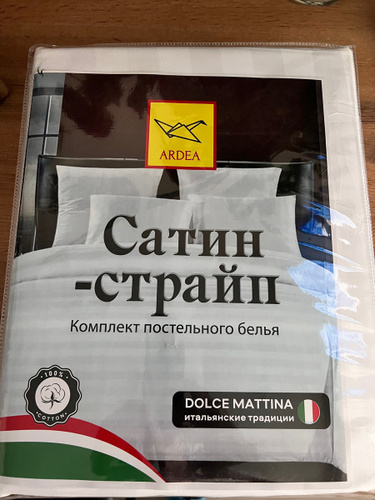 ARDEA
Сатин
-страйп
Комплект постельного белья
100%
COTTON
DOLCE MATTINA
итальянские традиции